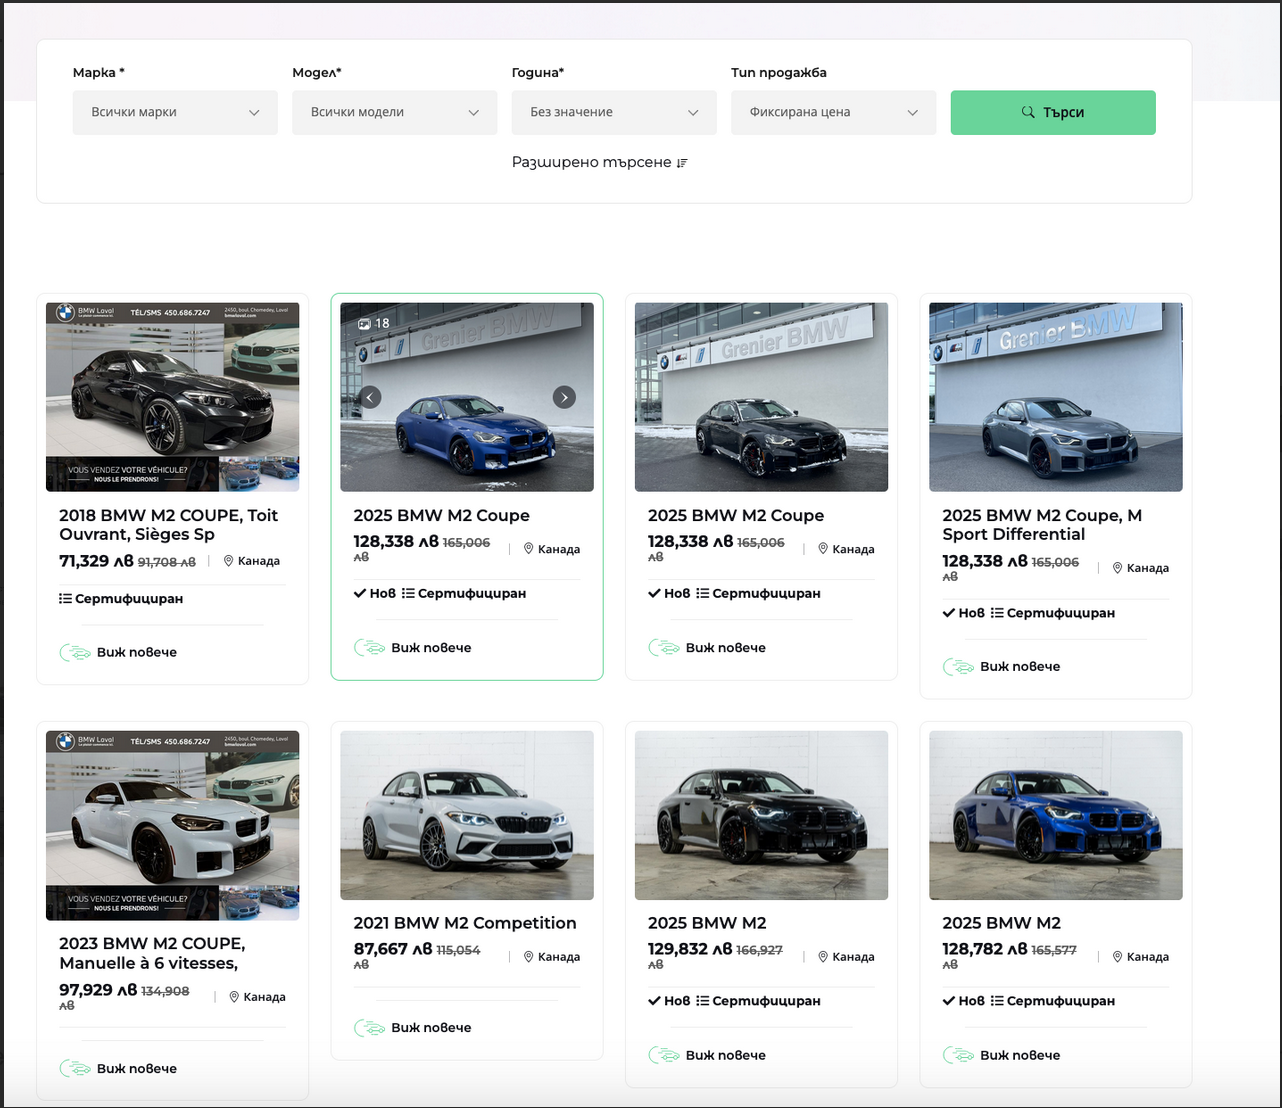 Марка *
Модел*
Година*
Тип продажба
Всички марки
Всички модели
Без значение
Фиксирана цена
Търси
Разширено търсене
BMW Laval
TÉL/SMS 450.686.7247
2450, boul. Chomedey, Laval
VOUS VENDEZ VOTRE VÉHICULE?
NOUS LE PRENDRONS!
2018 BMW M2 COUPE, Toit
Ouvrant, Sièges Sp
71,329 лв 91,708 лв
Канада
Сертифициран
Виж повече
18
Grenier BMW
2025 BMW M2 Coupe
128,338 лв 165,006
лв
Канада
Нов Сертифициран
Виж повече
Grenier BMW
2025 BMW M2 Coupe
128,338 лв 165,006
лв
Канада
Нов Сертифициран
Виж повече
Grenier BMW
2025 BMW M2 Coupe, M
Sport Differential
128,338 лв 165,006
лв
Канада
Нов Сертифициран
Виж повече
BMW Laval
TÉL/SMS 450.686.7247
2450, boul. Chomedey, Laval
bmwlaval.com
VOUS VENDEZ VOTRE VÉHICULE?
NOUS LE PRENDRONS!
2023 BMW M2 COUPE,
Manuelle à 6 vitesses,
97,929 лв 134,908
лв
Канада
Виж повече
2021 BMW M2 Competition
87,667 лв 115,054
лв
Канада
Виж повече
2025 BMW M2
129,832 лв 166,927
лв
Канада
Нов Сертифициран
Виж повече
2025 BMW M2
128,782 лв 165,577
лв
Канада
Нов Сертифициран
Виж повече